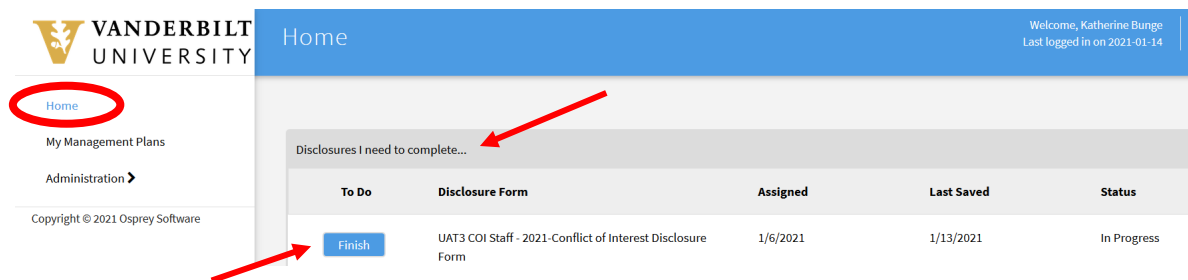 VANDERBILT
UNIVERSITY
Home
Welcome, Katherine Bunge
Last logged in on 2021-01-14
Home
My Management Plans
Administration
Copyright © 2021 Osprey Software
Disclosures I need to complete...
To Do Disclosure Form Assigned Last Saved Status
Finish UAT3 COI Staff - 2021-Conflict of Interest Disclosure 1/6/2021 1/13/2021 In Progress
Form